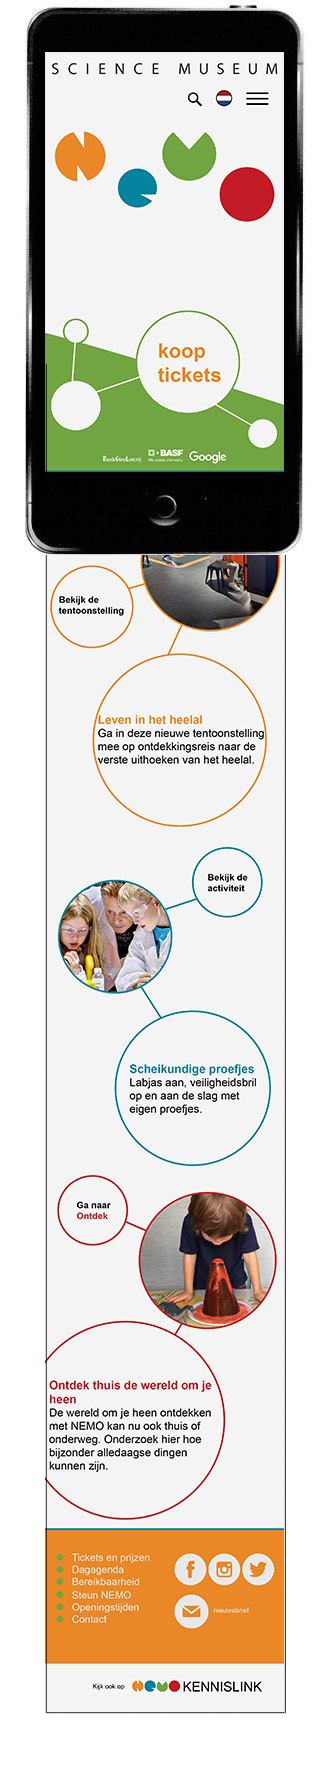 SCIENCE MUSEUM
NEMO
koop
tickets
BankGiroLoterij
BASF
We create chemistry
Google
Bekijk de
tentoonstelling
Leven in het heelal
Ga in deze nieuwe tentoonstelling
mee op ontdekkingsreis naar de
verste uithoeken van het heelal.
Bekijk de
activiteit
Scheikundige proefjes
Labjas aan, veiligheidsbril
op en aan de slag met
eigen proefjes.
Ga naar
Ontdek
Ontdek thuis de wereld om je
heen
De wereld om je heen ontdekken
met NEMO kan nu ook thuis of
onderweg. Onderzoek hier hoe
bijzonder alledaagse dingen
kunnen zijn.
Tickets en prijzen
Dagagenda
Bereikbaarheid
Steun NEMO
Openingstijden
Contact
nieuwsbrief
Kijk ook op NEMO KENNISLINK